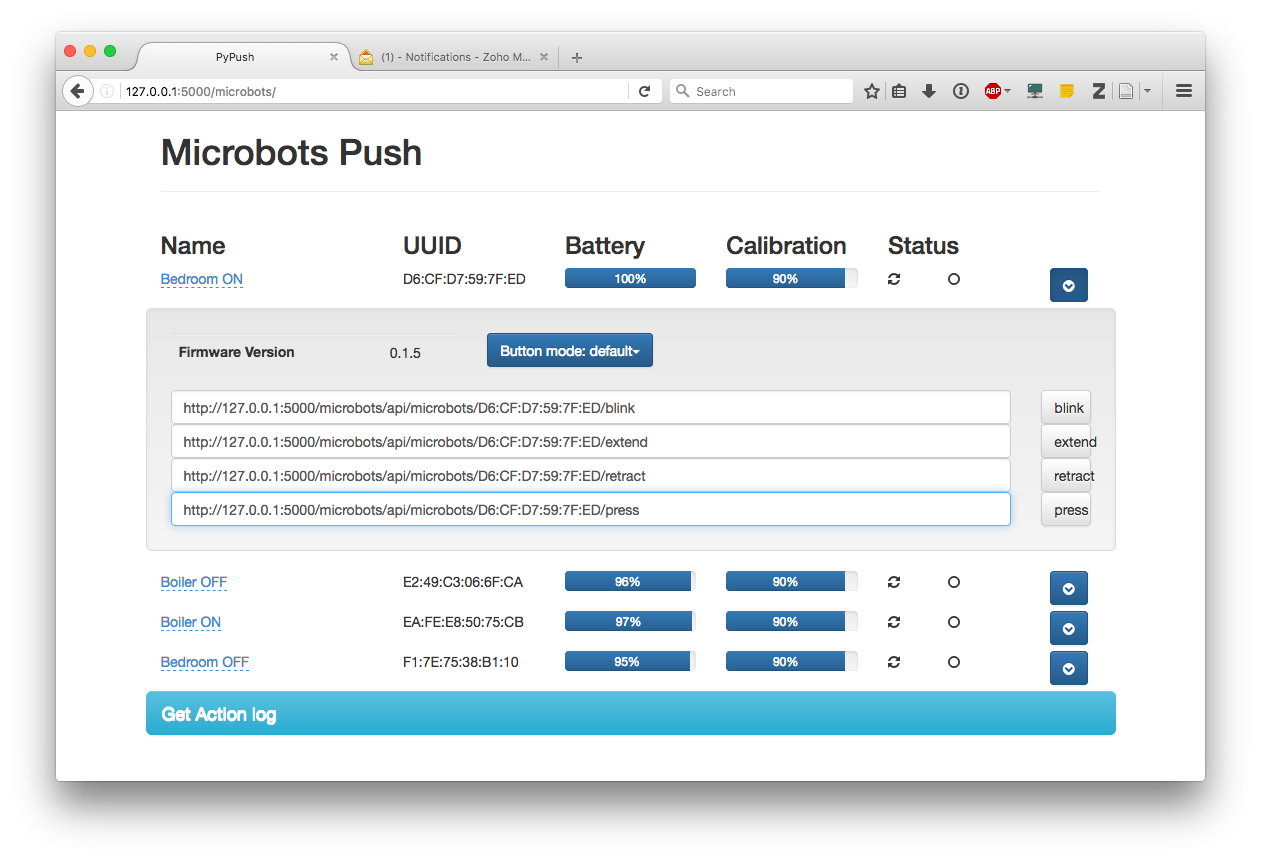 PyPush
(1) - Notifications - Zoho M...
127.0.0.1:5000/microbots/
Search
ABP
Z
Microbots Push
Name UUID Battery Calibration Status
Bedroom ON D6:CF:D7:59:7F:ED 100% 90%
Firmware Version 0.1.5 Button mode: default
http://127.0.0.1:5000/microbots/api/microbots/D6:CF:D7:59:7F:ED/blink blink
http://127.0.0.1:5000/microbots/api/microbots/D6:CF:D7:59:7F:ED/extend extend
http://127.0.0.1:5000/microbots/api/microbots/D6:CF:D7:59:7F:ED/retract retract
http://127.0.0.1:5000/microbots/api/microbots/D6:CF:D7:59:7F:ED/press press
Boiler OFF E2:49:C3:06:6F:CA 96% 90%
Boiler ON EA:FE:E8:50:75:CB 97% 90%
Bedroom OFF F1:7E:75:38:B1:10 95% 90%
Get Action log